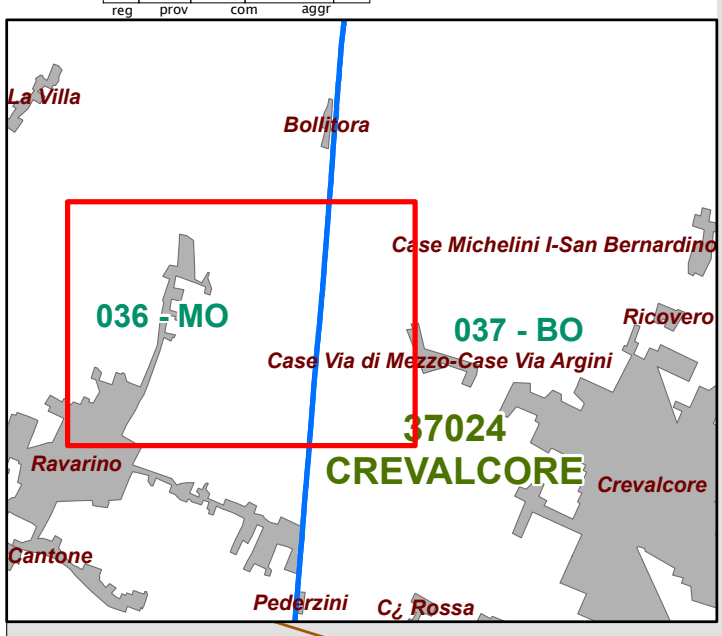 reg prov com aggr
La Villa
Bollitora
Case Michelini I-San Bernardino
036 - MO
Ricovero
037 - BO
Case Via di Mezzo-Case Via Argini
37024
CREVALCORE
Ravarino
Crevalcore
Cantone
Pederzini
C¿ Rossa